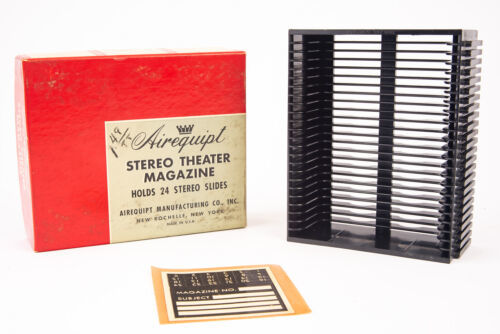 Airequipt
STEREO THEATER
MAGAZINE
HOLDS 24 STEREO SLIDES
AIREQUIPT MANUFACTURING CO., INC.
NEW ROCHELLE, NEW YORK
MADE IN U.S.A.
MAGAZINE NO.
SUBJECT